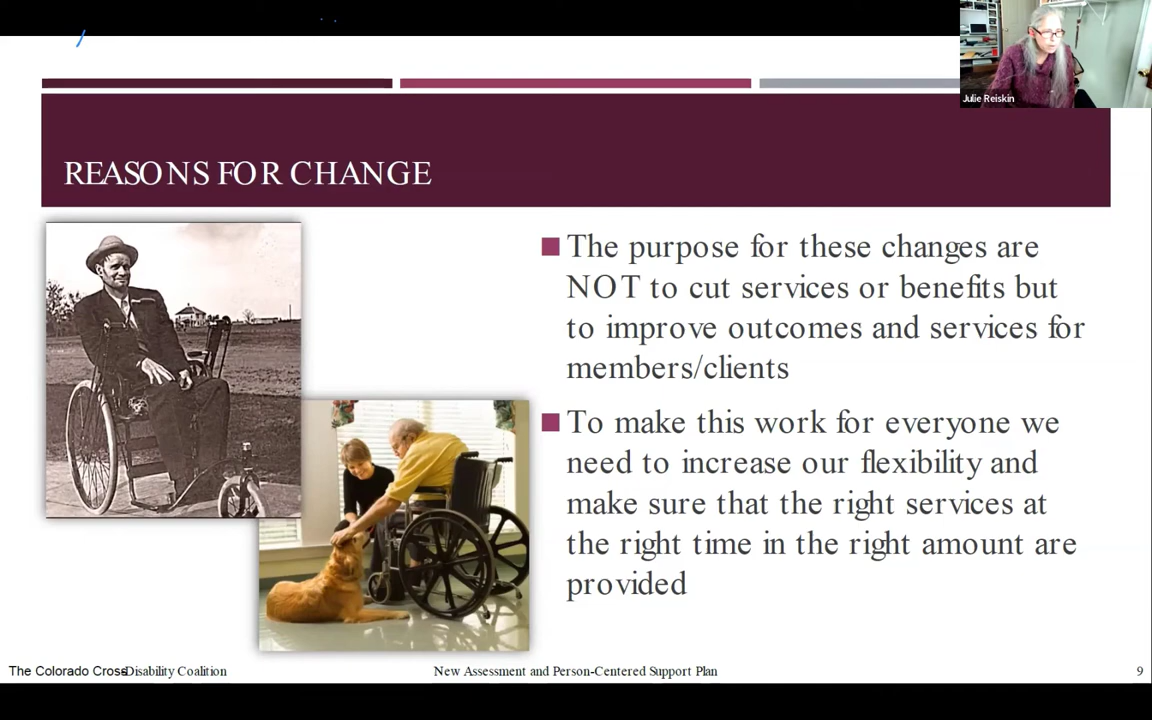 Julie Reiskin
REASONS FOR CHANGE
The purpose for these changes are
NOT to cut services or benefits but
to improve outcomes and services for
members/clients
To make this work for everyone we
need to increase our flexibility and
make sure that the right services at
the right time in the right amount are
provided
The Colorado Cross-Disability Coalition
New Assessment and Person-Centered Support Plan
9